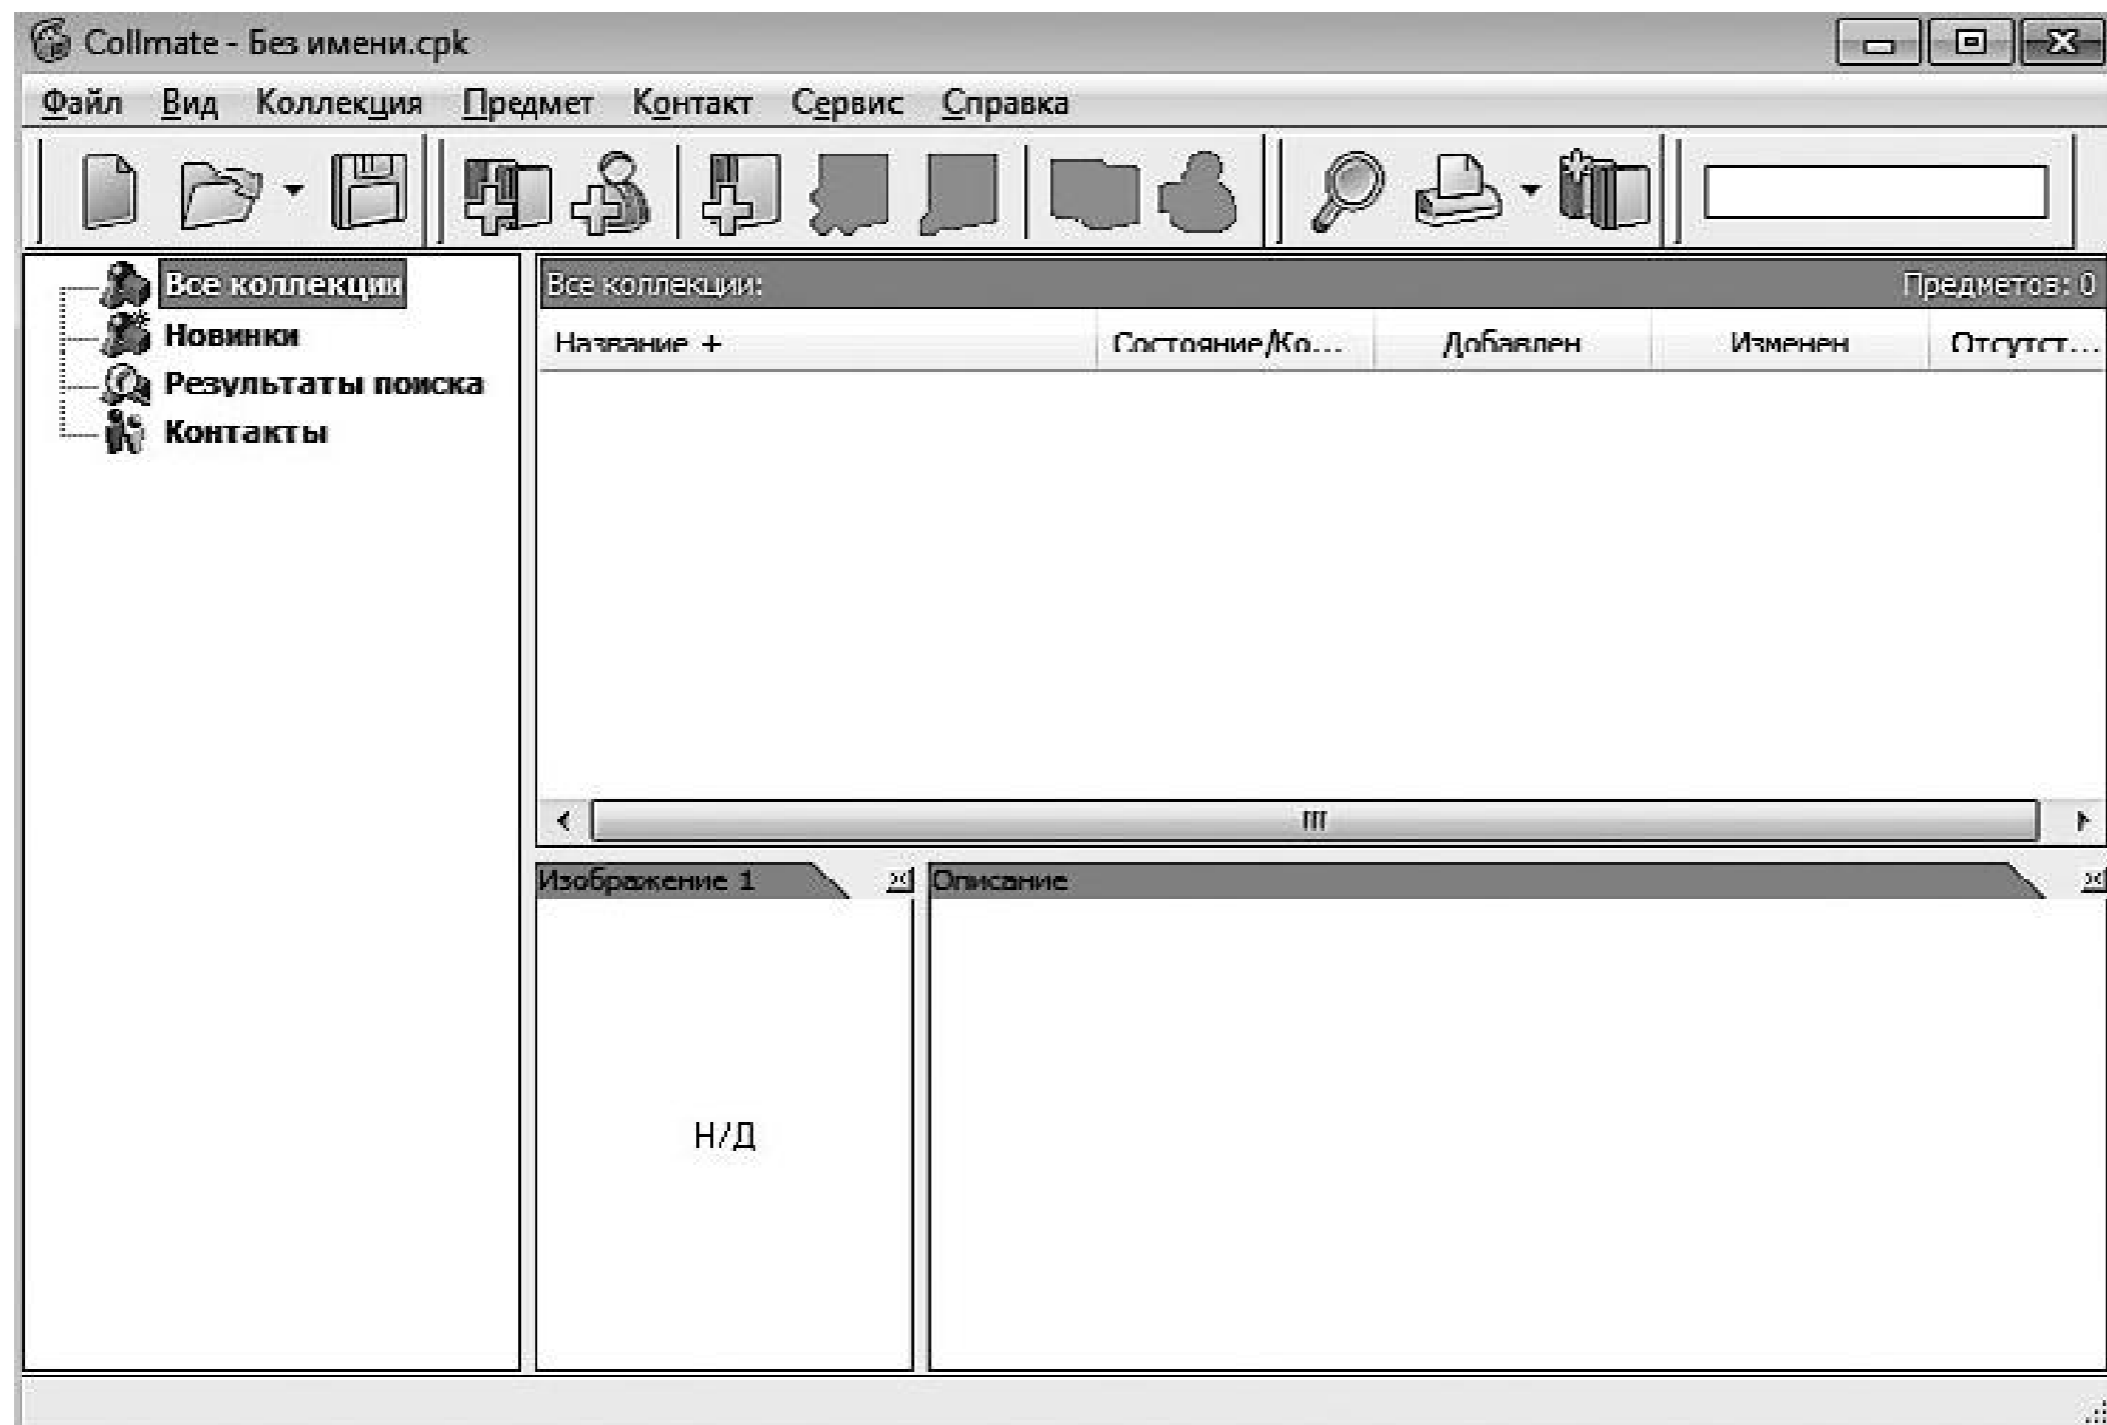 Collmate - Без имени.cpk
Файл Вид Коллекция Предмет Контакт Сервис Справка
Все коллекции
Новинки
Результаты поиска
Контакты
Все коллекции: Предметов: 0
Название + Состояние/Ко... Добавлен Изменен Отсутст...
Изображение 1 Описание
Н/Д